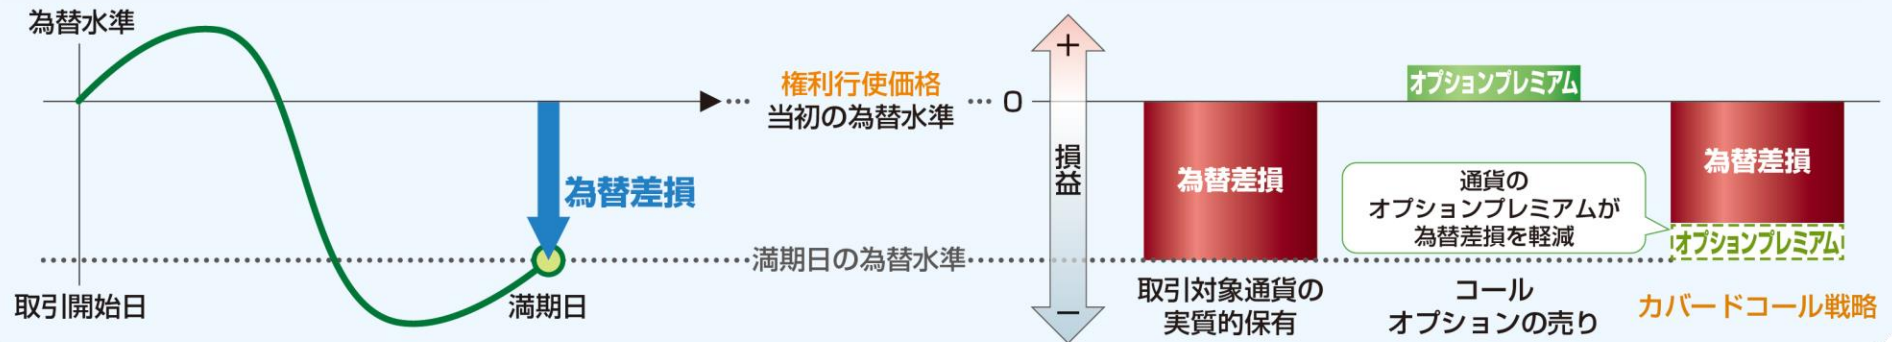 為替水準
為替差損
取引開始日
満期日
権利行使価格
当初の為替水準
満期日の為替水準
0
+
損益
−
為替差損
取引対象通貨の
実質的保有
オプションプレミアム
通貨の
オプションプレミアムが
為替差損を軽減
コール
オプションの売り
為替差損
オプションプレミアム
カバードコール戦略